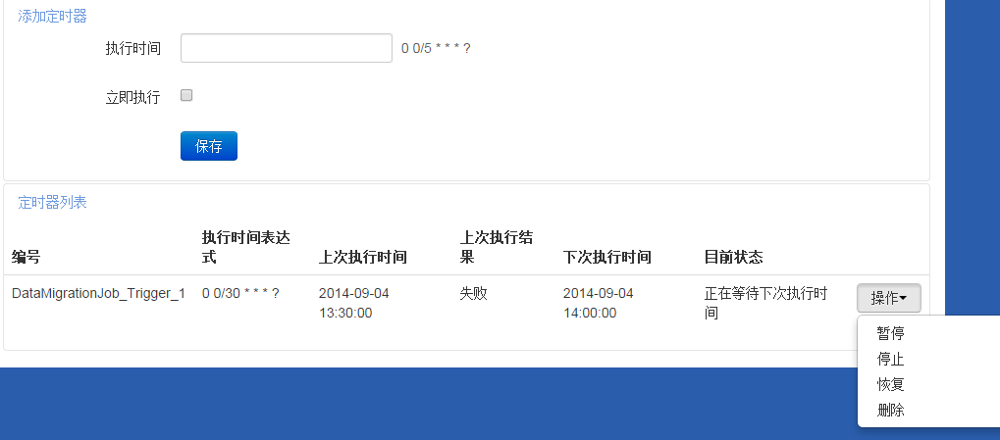 添加定时器
执行时间 0 0/5 * * * ?
立即执行
保存
定时器列表
编号 执行时间表达式 上次执行时间 上次执行结果 下次执行时间 目前状态
DataMigrationJob_Trigger_1 0 0/30 * * * ? 2014-09-04 13:30:00 失败 2014-09-04 14:00:00 正在等待下次执行时间 操作
暂停
停止
恢复
删除